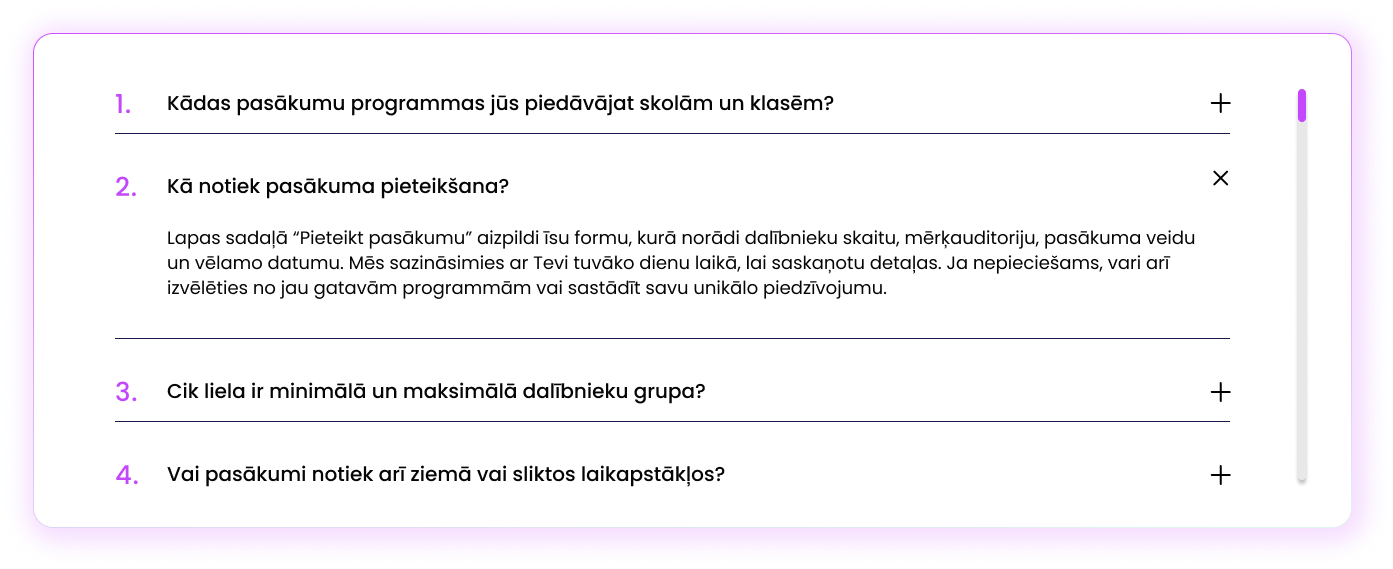 1. Kādas pasākumu programmas jūs piedāvājat skolām un klasēm?
2. Kā notiek pasākuma pieteikšana?
Lapas sadaļā “Pieteikt pasākumu” aizpildi īsu formu, kurā norādi dalībnieku skaitu, mērķauditoriju, pasākuma veidu
un vēlamo datumu. Mēs sazināsimies ar Tevi tuvāko dienu laikā, lai saskaņotu detaļas. Ja nepieciešams, vari arī
izvēlēties no jau gatavām programmām vai sastādīt savu unikālo piedzīvojumu.
3. Cik liela ir minimālā un maksimālā dalībnieku grupa?
4. Vai pasākumi notiek arī ziemā vai sliktos laikapstākļos?